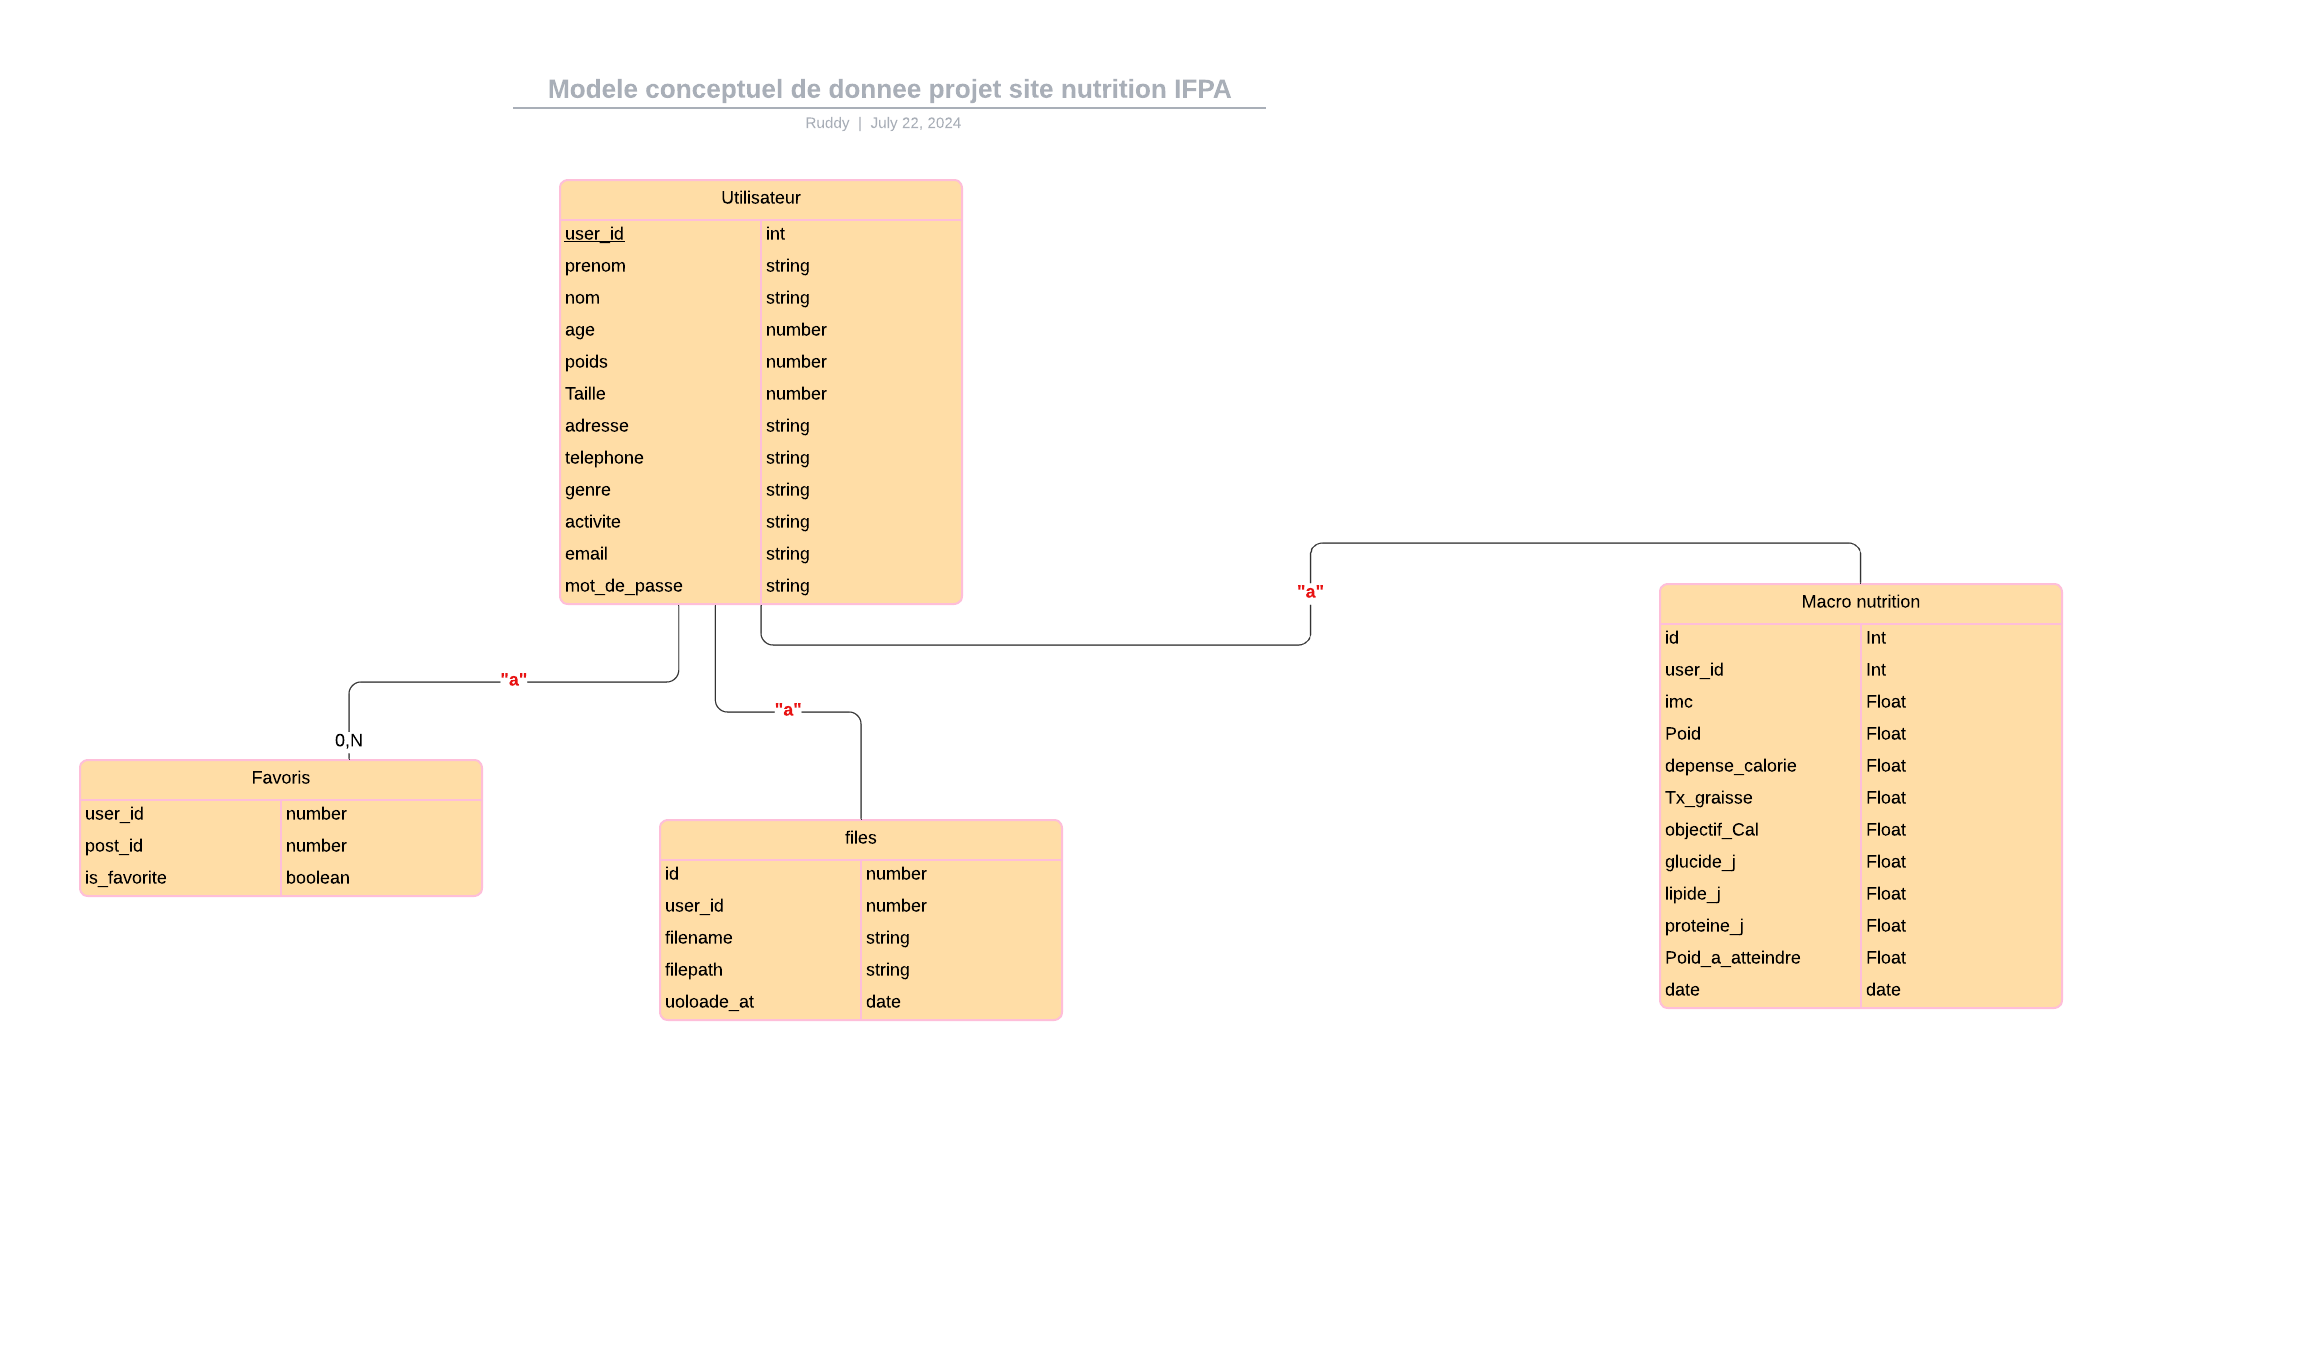 Modele conceptuel de donnee projet site nutrition IFPA
Ruddy | July 22, 2024
Utilisateur
user_id int
prenom string
nom string
age number
poids number
Taille number
adresse string
telephone string
genre string
activite string
email string
mot_de_passe string
"a"
"a"
"a"
0,N
Favoris
user_id number
post_id number
is_favorite boolean
files
id number
user_id number
filename string
filepath string
uoloade_at date
Macro nutrition
id Int
user_id Int
imc Float
Poid Float
depense_calorie Float
Tx_graisse Float
objectif_Cal Float
glucide_j Float
lipide_j Float
proteine_j Float
Poid_a_atteindre Float
date date